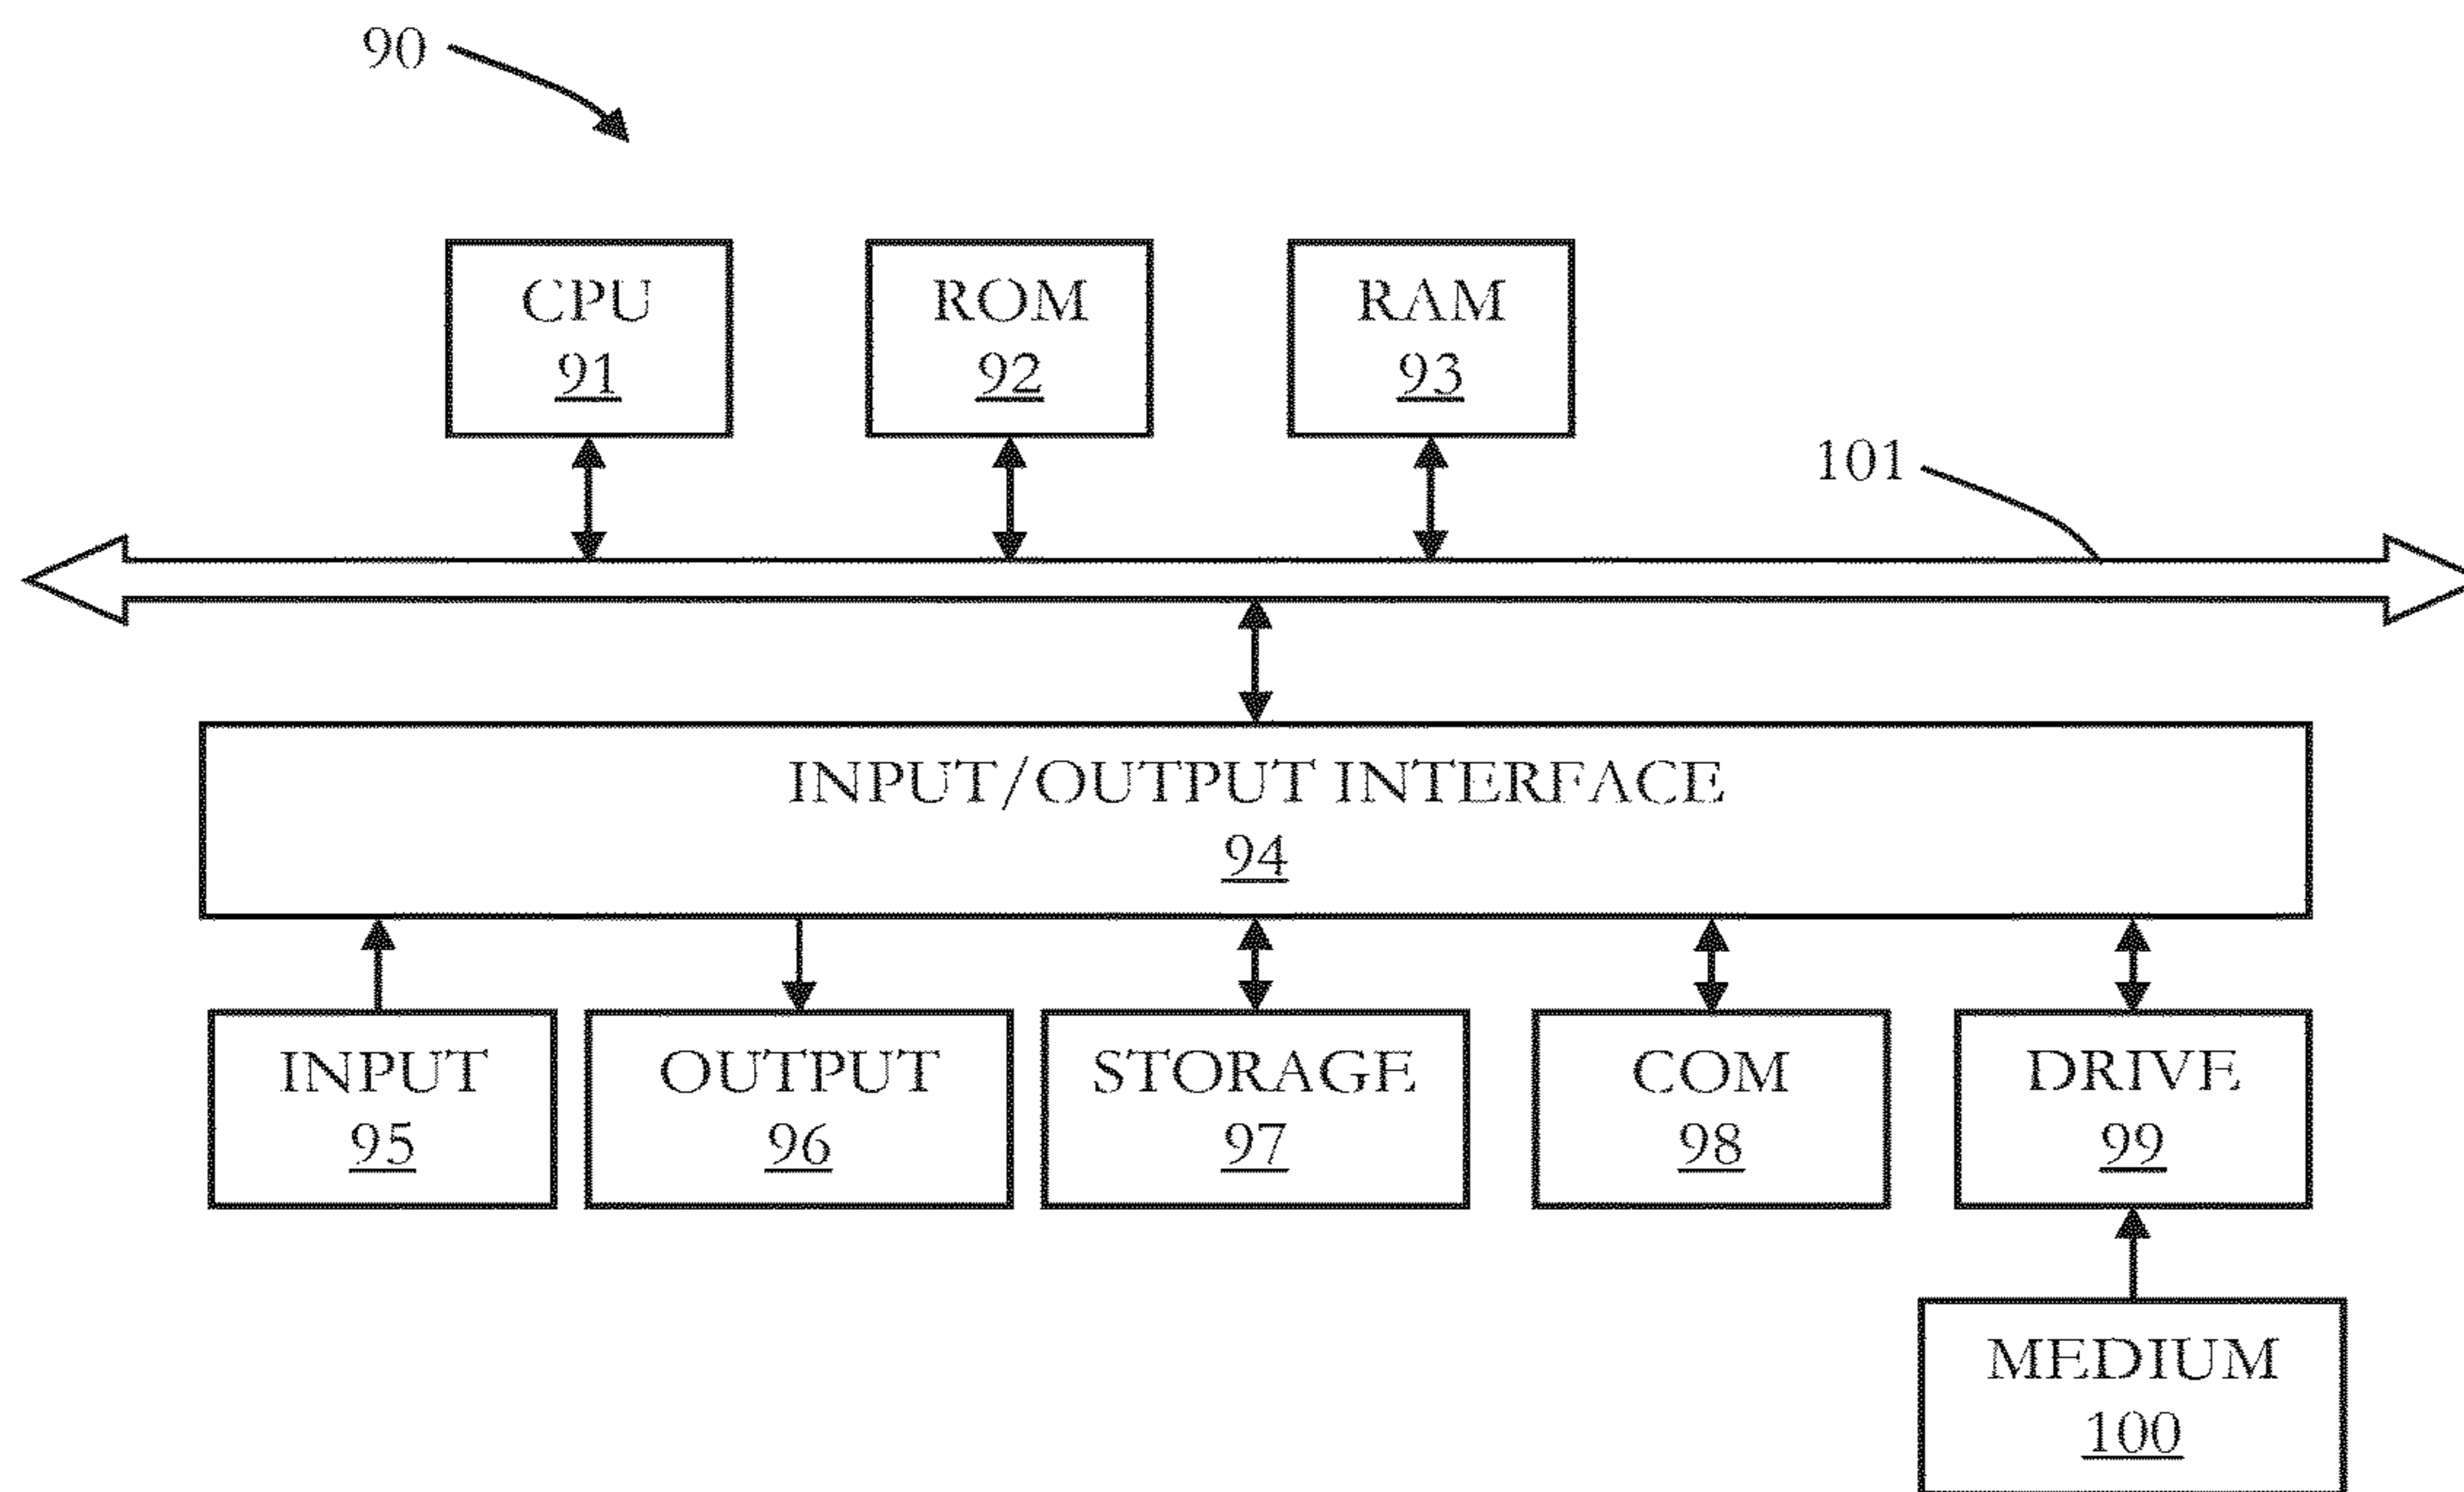 90
CPU
91
ROM
92
RAM
93
101
INPUT/OUTPUT INTERFACE
94
INPUT
95
OUTPUT
96
STORAGE
97
COM
98
DRIVE
99
MEDIUM
100